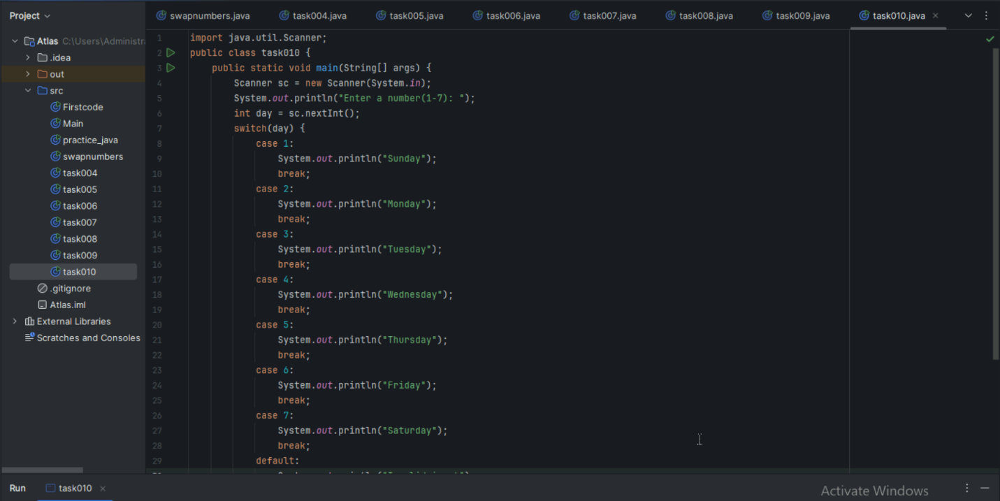 Project
swapnumbers.java task004.java task005.java task006.java task007.java task008.java task009.java task010.java
Atlas C:\Users\Administr
.idea
out
src
Firstcode
Main
practice_java
swapnumbers
task004
task005
task006
task007
task008
task009
task010
.gitignore
Atlas.iml
External Libraries
Scratches and Consoles
1 import java.util.Scanner;
2 public class task010 {
3 public static void main(String[] args) {
4 Scanner sc = new Scanner(System.in);
5 System.out.println("Enter a number(1-7): ");
6 int day = sc.nextInt();
7 switch(day) {
8 case 1:
9 System.out.println("Sunday");
10 break;
11 case 2:
12 System.out.println("Monday");
13 break;
14 case 3:
15 System.out.println("Tuesday");
16 break;
17 case 4:
18 System.out.println("Wednesday");
19 break;
20 case 5:
21 System.out.println("Thursday");
22 break;
23 case 6:
24 System.out.println("Friday");
25 break;
26 case 7:
27 System.out.println("Saturday");
28 break;
29 default:
Run task010
Activate Windows